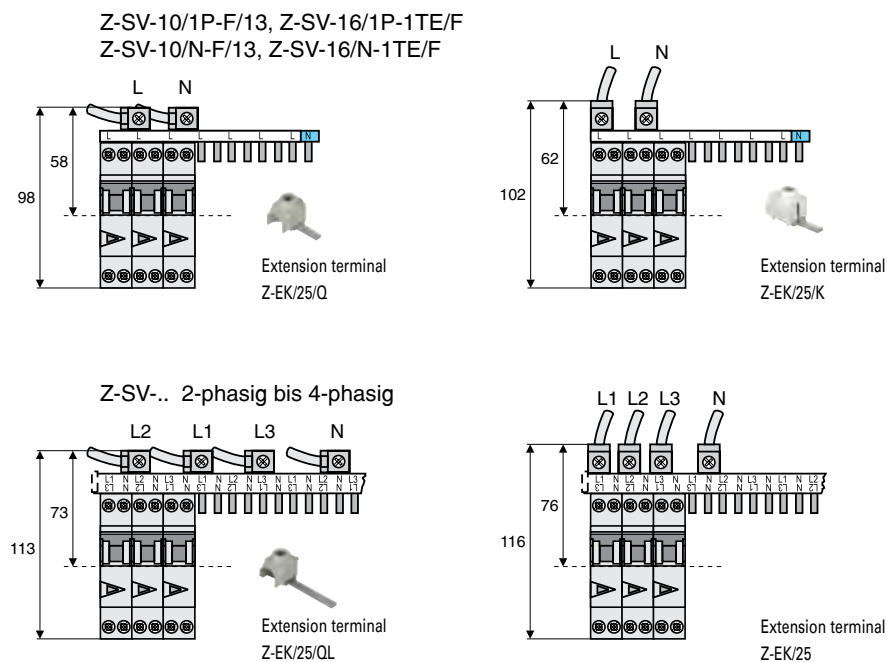 Z-SV-10/1P-F/13, Z-SV-16/1P-1TE/F
Z-SV-10/N-F/13, Z-SV-16/N-1TE/F
L N
58
98
L L L L L L L N
Extension terminal
Z-EK/25/Q
L N
62
102
L L L L L L L N
Extension terminal
Z-EK/25/K
Z-SV-.. 2-phasig bis 4-phasig
L2 L1 L3 N
73
113
Extension terminal
Z-EK/25/QL
L1 L2 L3 N
76
116
Extension terminal
Z-EK/25